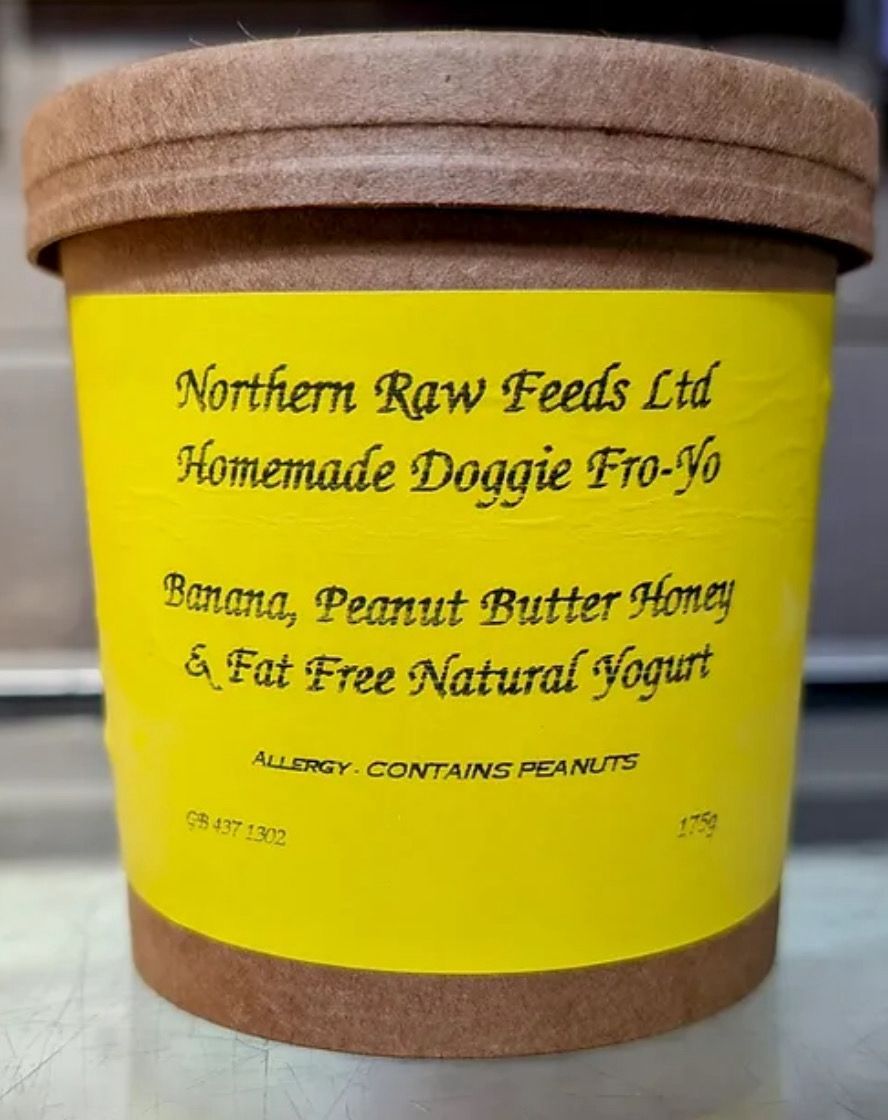 Northern Raw Feeds Ltd
Homemade Doggie Fro-Yo
Banana, Peanut Butter Honey
& Fat Free Natural Yogurt
ALLERGY - CONTAINS PEANUTS
GB 437 1302 175g